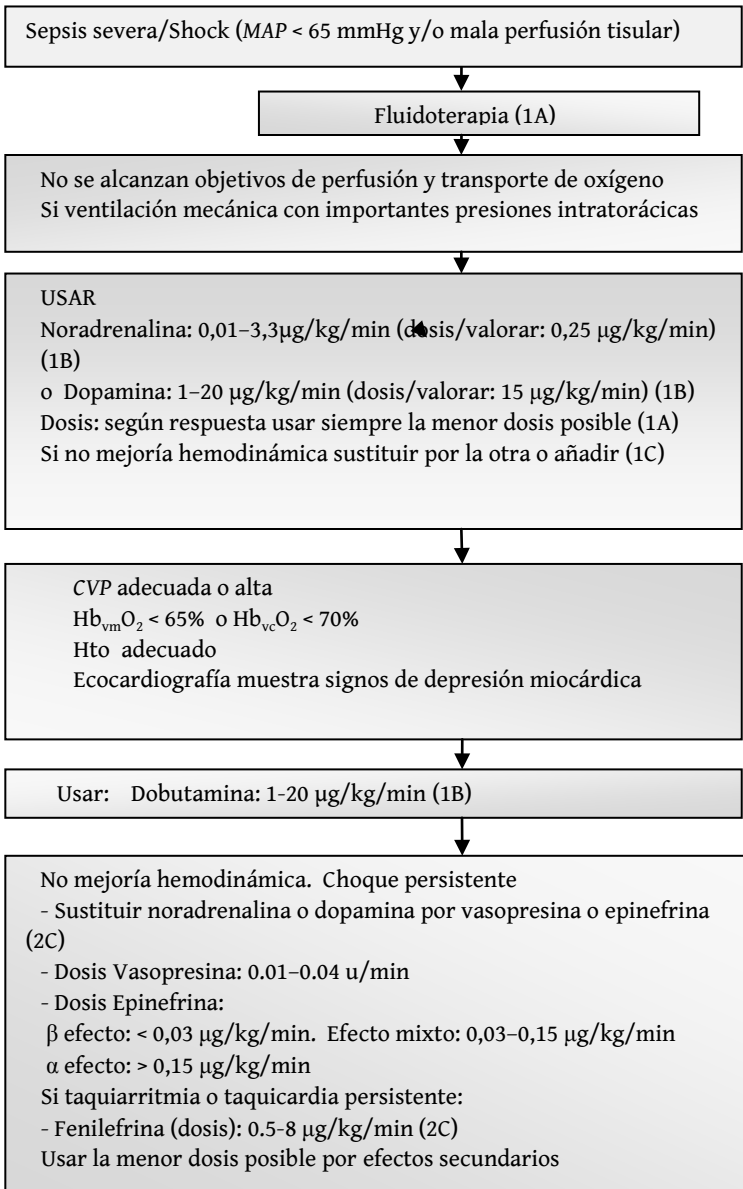 Sepsis severa/Shock (MAP < 65 mmHg y/o mala perfusión tisular)
Fluidoterapia (1A)
No se alcanzan objetivos de perfusión y transporte de oxígeno
Si ventilación mecánica con importantes presiones intratorácicas
USAR
Noradrenalina: 0,01–3,3µg/kg/min (dosis/valorar: 0,25 µg/kg/min)
(1B)
o Dopamina: 1–20 µg/kg/min (dosis/valorar: 15 µg/kg/min) (1B)
Dosis: según respuesta usar siempre la menor dosis posible (1A)
Si no mejoría hemodinámica sustituir por la otra o añadir (1C)
CVP adecuada o alta
Hbvm​O₂ < 65% o Hbvc​O₂ < 70%
Hto adecuado
Ecocardiografía muestra signos de depresión miocárdica
Usar: Dobutamina: 1-20 µg/kg/min (1B)
No mejoría hemodinámica. Choque persistente
- Sustituir noradrenalina o dopamina por vasopresina o epinefrina
(2C)
- Dosis Vasopresina: 0.01–0.04 u/min
- Dosis Epinefrina:
β efecto: < 0,03 µg/kg/min. Efecto mixto: 0,03–0,15 µg/kg/min
α efecto: > 0,15 µg/kg/min
Si taquiarritmia o taquicardia persistente:
- Fenilefrina (dosis): 0.5-8 µg/kg/min (2C)
Usar la menor dosis posible por efectos secundarios